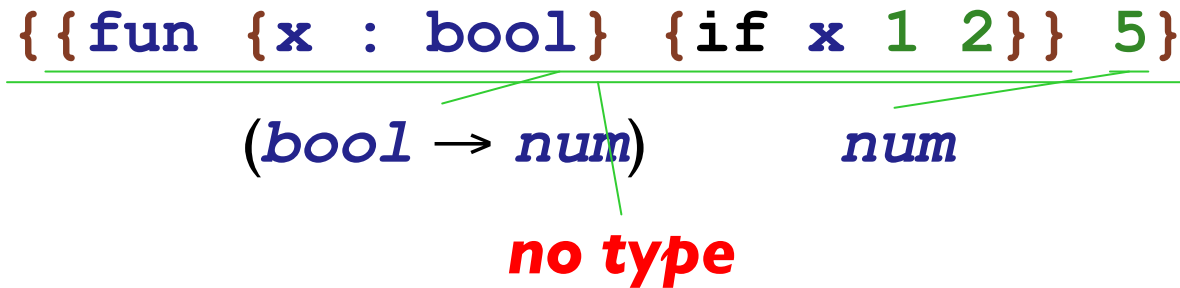 {{fun {x : bool} {if x 1 2}} 5}
(bool → num) num
no type